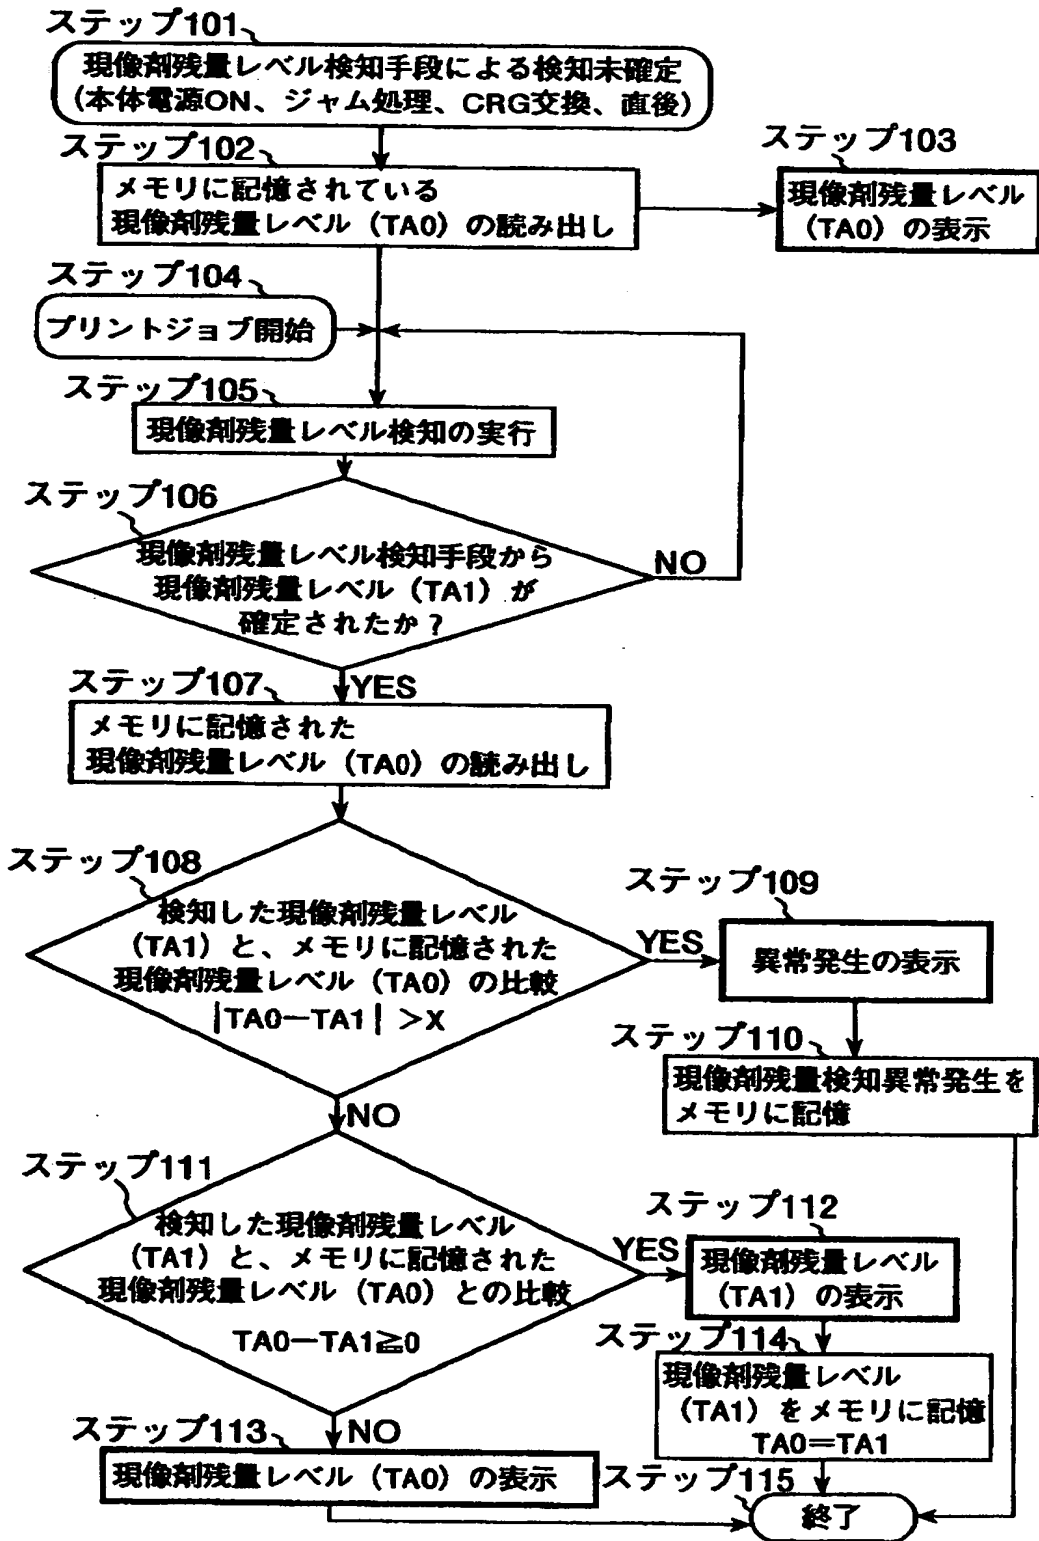 ステップ101
現像剤残量レベル検知手段による検知未確定
(本体電源ON、ジャム処理、CRG交換、直後)
ステップ102
メモリに記憶されている
現像剤残量レベル(TA0)の読み出し
ステップ103
現像剤残量レベル
(TA0)の表示
ステップ104
プリントジョブ開始
ステップ105
現像剤残量レベル検知の実行
ステップ106
現像剤残量レベル検知手段から
現像剤残量レベル(TA1)が
確定されたか?
NO
YES
ステップ107
メモリに記憶された
現像剤残量レベル(TA0)の読み出し
ステップ108
検知した現像剤残量レベル
(TA1)と、メモリに記憶された
現像剤残量レベル(TA0)の比較
|TA0−TA1|>X
YES
ステップ109
異常発生の表示
ステップ110
現像剤残量検知異常発生を
メモリに記憶
NO
ステップ111
検知した現像剤残量レベル
(TA1)と、メモリに記憶された
現像剤残量レベル(TA0)との比較
TA0−TA1≧0
YES
ステップ112
現像剤残量レベル
(TA1)の表示
ステップ114
現像剤残量レベル
(TA1)をメモリに記憶
TA0=TA1
NO
ステップ113
現像剤残量レベル(TA0)の表示
ステップ115
終了